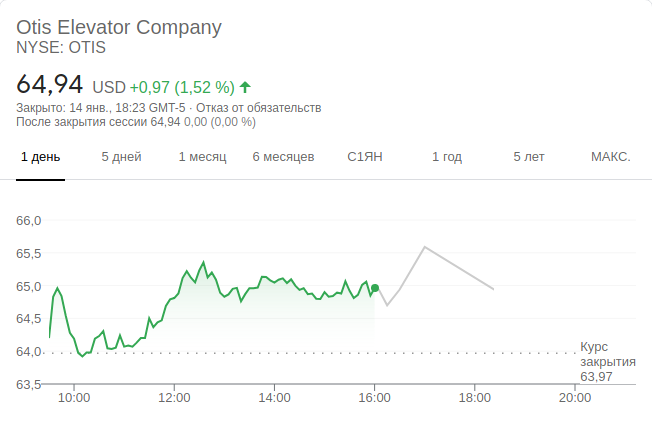 Otis Elevator Company
NYSE: OTIS
64,94 USD +0,97 (1,52 %)
Закрыто: 14 янв., 18:23 GMT-5 · Отказ от обязательств
После закрытия сессии 64,94 0,00 (0,00 %)
1 день 5 дней 1 месяц 6 месяцев С1ЯН 1 год 5 лет МАКС.
66,0
65,5
65,0
64,5
64,0
Курс
закрытия
63,97
63,5
10:00 12:00 14:00 16:00 18:00 20:00